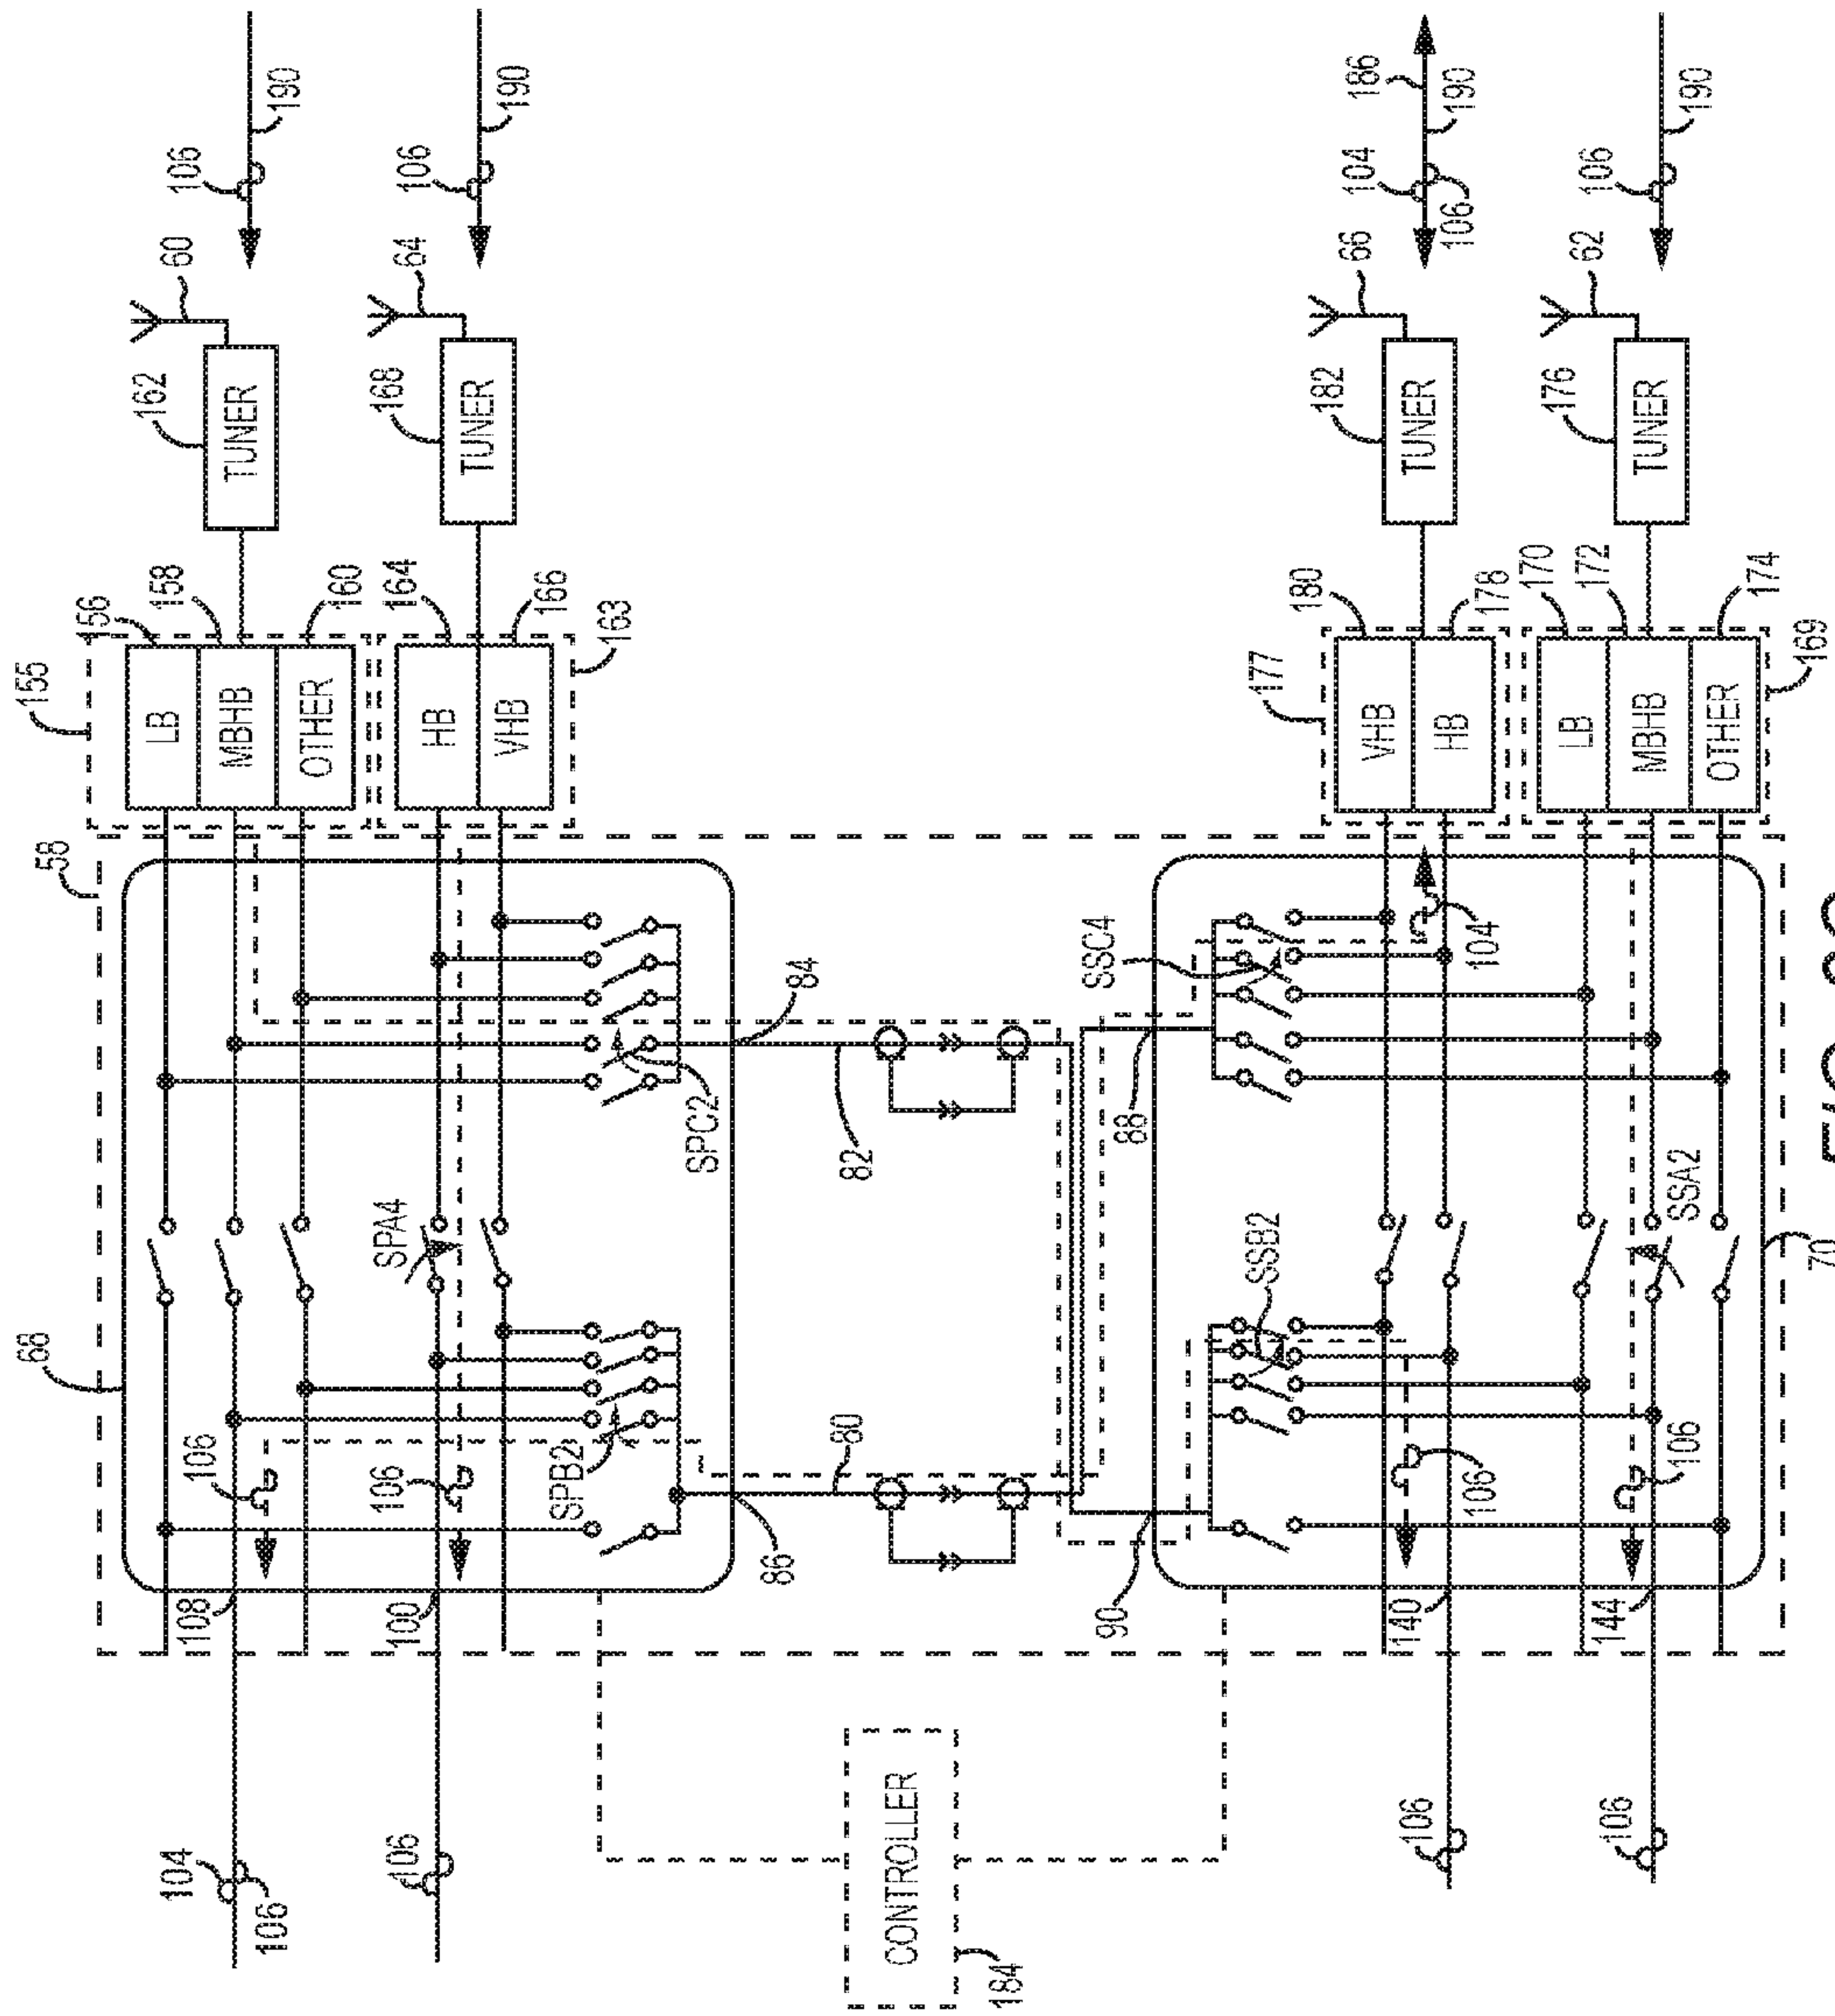 155
156
158
160
162
60
106
190
58
68
LB
MBHB
OTHER
TUNER
164
166
163
168
64
106
190
HB
VHB
TUNER
104
106
108
106
106
106
100
SPA4
SPB2
SPC2
86
80
82
84
CONTROLLER
184
90
88
SSB2
SSC4
104
177
180
178
182
66
104
106
186
190
VHB
HB
TUNER
106
106
140
106
106
144
SSA2
70
170
172
174
169
176
62
106
190
LB
MBHB
OTHER
TUNER